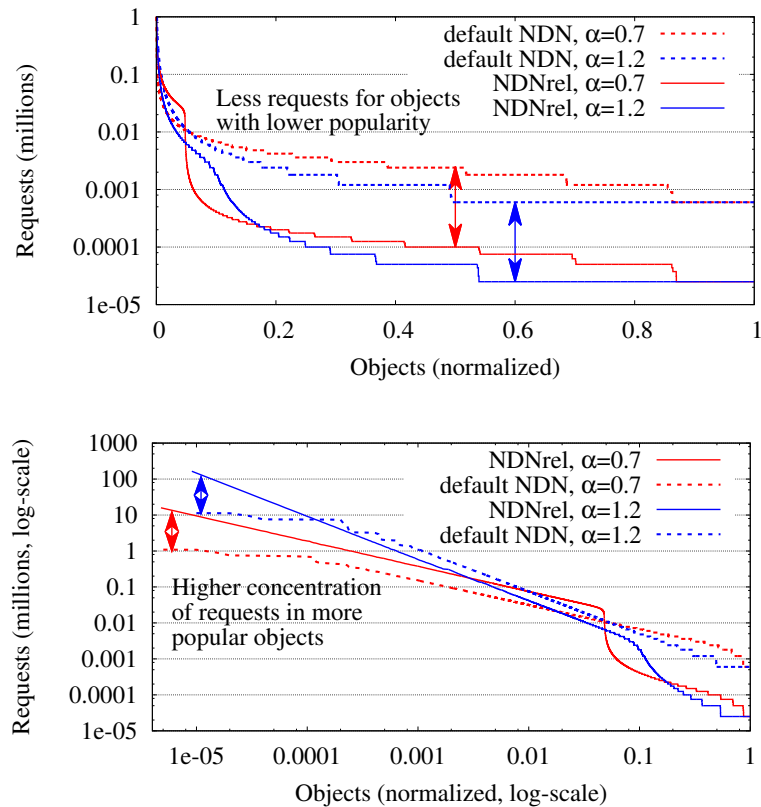 1
0.1
0.01
0.001
0.0001
1e-05
0
0.2
0.4
0.6
0.8
1
Requests (millions)
Objects (normalized)
default NDN, α=0.7
default NDN, α=1.2
NDNrel, α=0.7
NDNrel, α=1.2
Less requests for objects
with lower popularity
1000
100
10
1
0.1
0.01
0.001
0.0001
1e-05
1e-05
0.0001
0.001
0.01
0.1
1
Requests (millions, log-scale)
Objects (normalized, log-scale)
NDNrel, α=0.7
default NDN, α=0.7
NDNrel, α=1.2
default NDN, α=1.2
Higher concentration
of requests in more
popular objects